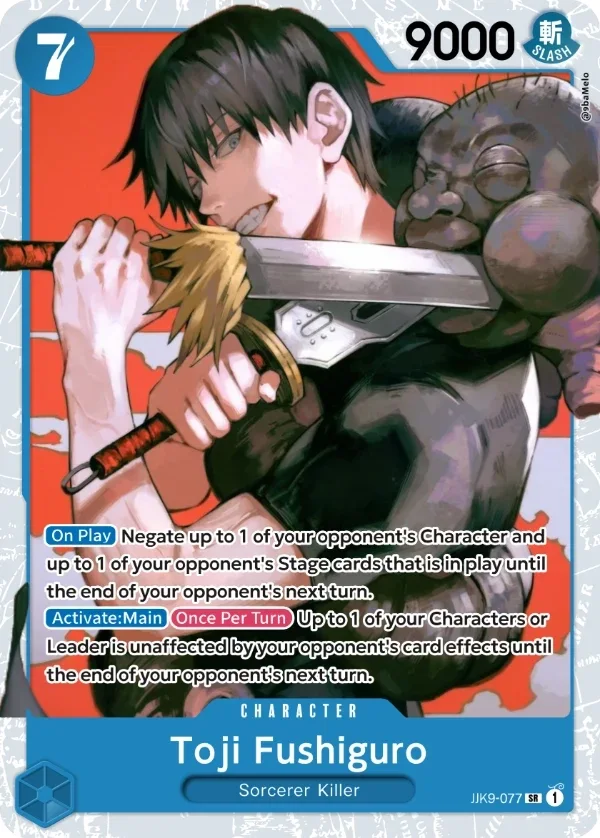 7
9000
斬
SLASH
@9baMelo
On Play Negate up to 1 of your opponent's Character and
up to 1 of your opponent's Stage cards that is in play until
the end of your opponent's next turn.
Activate:Main Once Per Turn Up to 1 of your Characters or
Leader is unaffected by your opponent's card effects until
the end of your opponent's next turn.
CHARACTER
Toji Fushiguro
Sorcerer Killer
JJK9-077 SR 1